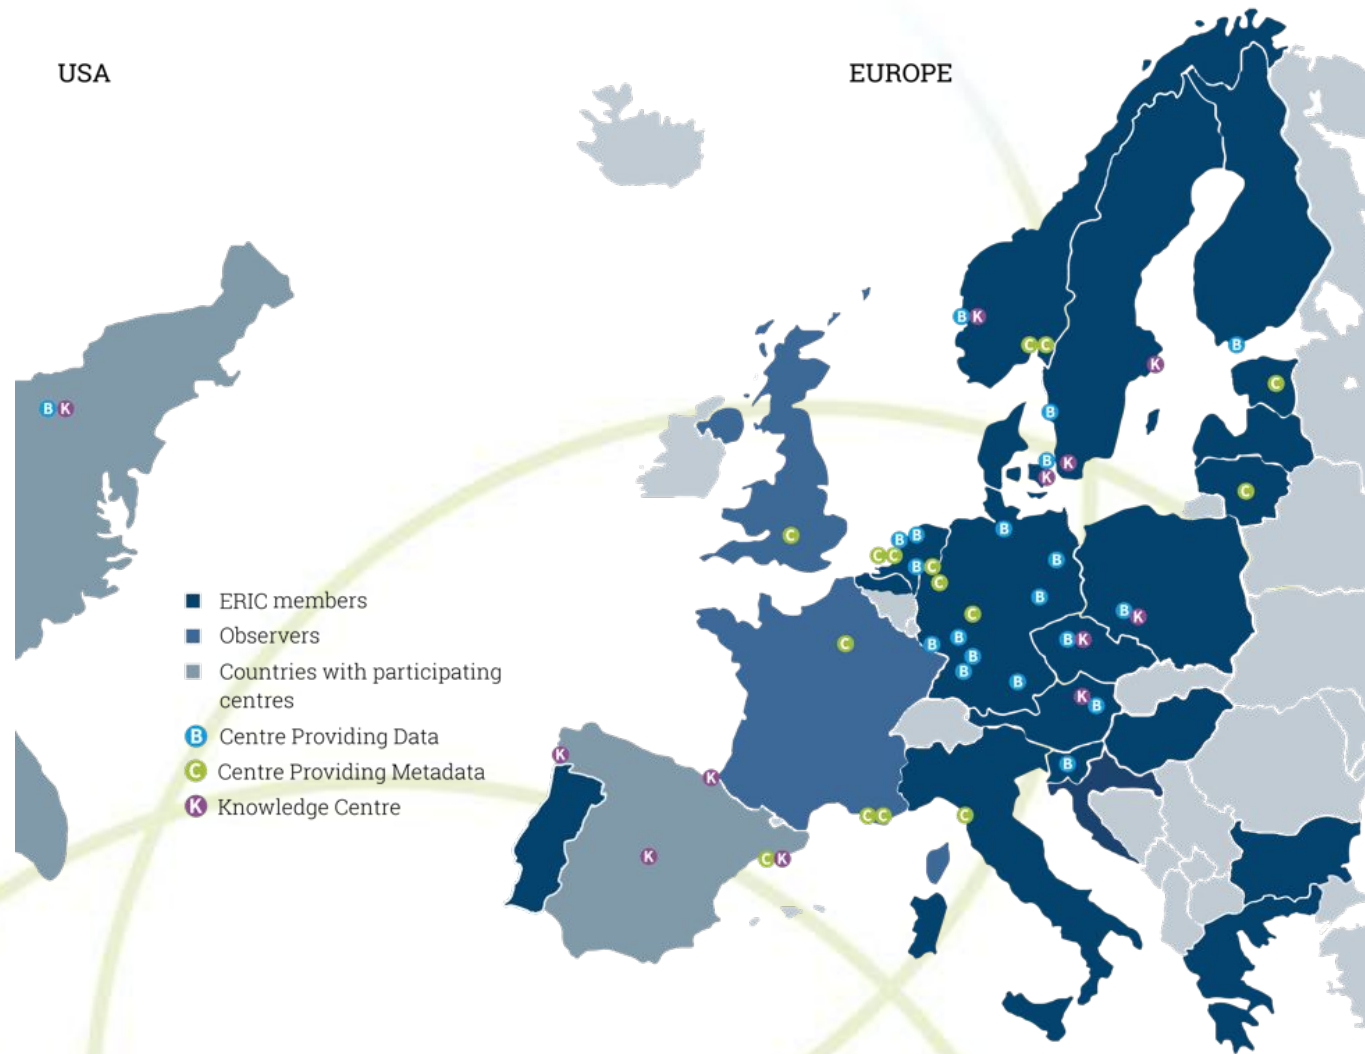 USA
EUROPE
B K
C C
B
K
C
B
B K
B K
K
C
C
B B
B
C C
B
B C
C
B
C
B K
B
B K
C
B
B
B
B
K
B
K
B
K
C C
C
K
C K
ERIC members
Observers
Countries with participating
centres
B Centre Providing Data
C Centre Providing Metadata
K Knowledge Centre